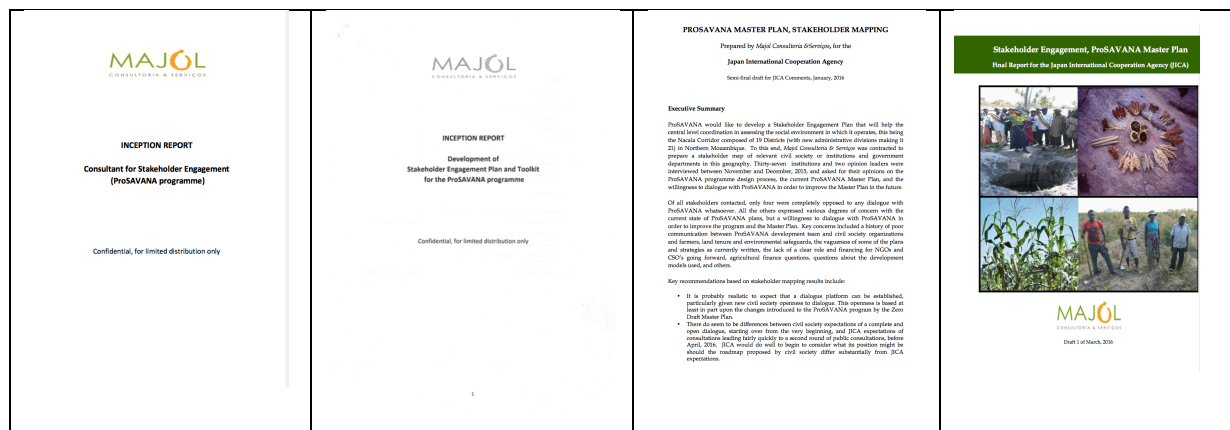 MAJOL
CONSULTORIA & SERVIÇOS
INCEPTION REPORT
Consultant for Stakeholder Engagement
(ProSAVANA programme)
Confidential, for limited distribution only
MAJOL
CONSULTORIA & SERVIÇOS
INCEPTION REPORT
Development of
Stakeholder Engagement Plan and Toolkit
for the ProSAVANA programme
Confidential, for limited distribution only
1
PROSAVANA MASTER PLAN, STAKEHOLDER MAPPING
Prepared by Majol Consultoria &Serviços, for the
Japan International Cooperation Agency
Semi-final draft for JICA Comments, January, 2016
Executive Summary
ProSAVANA would like to develop a Stakeholder Engagement Plan that will help the
central level coordination in assessing the social environment in which it operates, this being
the Nacala Corridor composed of 19 Districts (with new administrative divisions making it
21) in Northern Mozambique. To this end, Majol Consultoria & Serviços was contracted to
prepare a stakeholder map of relevant civil society or institutions and government
departments in this geography. Thirty-seven institutions and two opinion leaders were
interviewed between November and December, 2015, and asked for their opinions on the
ProSAVANA programme design process, the current ProSAVANA Master Plan, and the
willingness to dialogue with ProSAVANA in order to improve the Master Plan in the future.
Of all stakeholders contacted, only four were completely opposed to any dialogue with
ProSAVANA whatsoever. All the others expressed various degrees of concern with the
current state of ProSAVANA plans, but a willingness to dialogue with ProSAVANA in
order to improve the program and the Master Plan. Key concerns included a history of poor
communication between ProSAVANA development team and civil society organizations
and farmers, land tenure and environmental safeguards, the vagueness of some of the plans
and strategies as currently written, the lack of a clear role and financing for NGOs and
CSO's going forward, agricultural finance questions, questions about the development
models used, and others.
Key recommendations based on stakeholder mapping results include:
• It is probably realistic to expect that a dialogue platform can be established,
particularly given new civil society openness to dialogue. This openness is based at
least in part upon the changes introduced to the ProSAVANA program by the Zero
Draft Master Plan.
• There do seem to be differences between civil society expectations of a complete and
open dialogue, starting over from the very beginning, and JICA expectations of
consultations leading fairly quickly to a second round of public consultations, before
April, 2016. JICA would do well to begin to consider what its position might be
should the roadmap proposed by civil society differ substantially from JICA
expectations.
Stakeholder Engagement, ProSAVANA Master Plan
Final Report for the Japan International Cooperation Agency (JICA)
MAJOL
CONSULTORIA & SERVIÇOS
Draft 1 of March, 2016